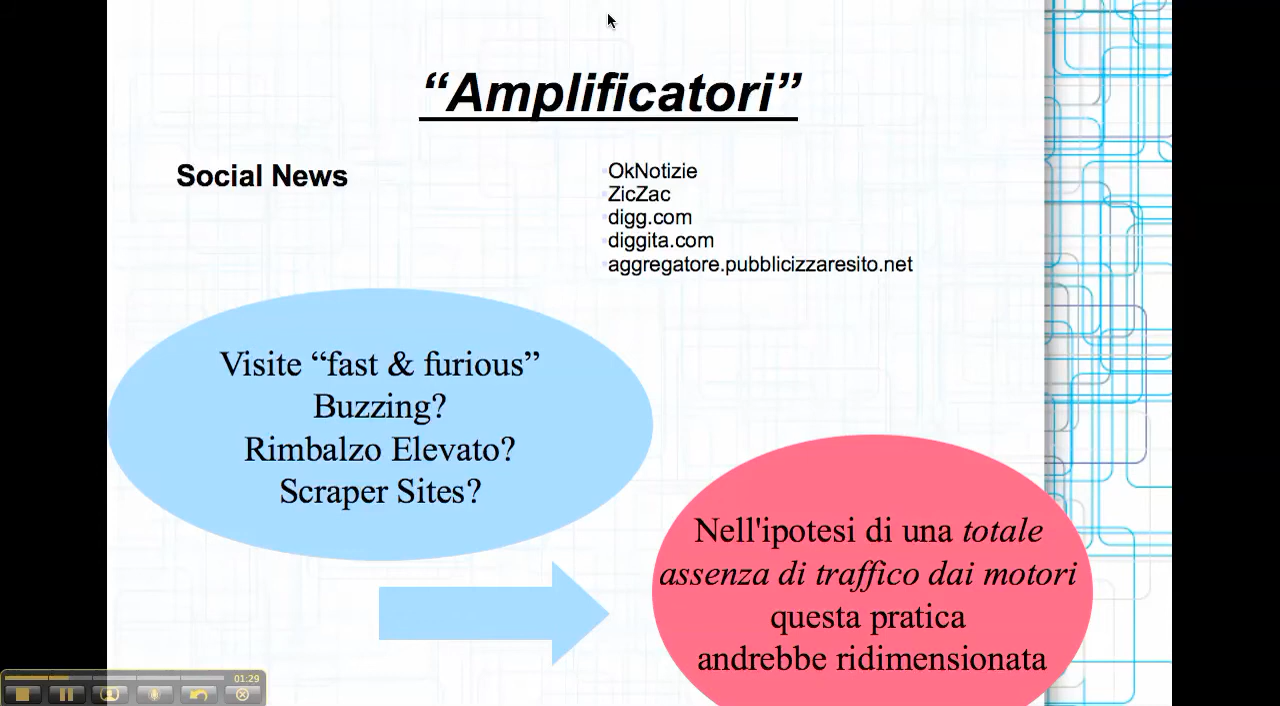 “Amplificatori”
Social News
OkNotizie
ZicZac
digg.com
diggita.com
aggregatore.pubblicizzaresito.net
Visite “fast & furious”
Buzzing?
Rimbalzo Elevato?
Scraper Sites?
Nell'ipotesi di una totale
assenza di traffico dai motori
questa pratica
andrebbe ridimensionata
01:29